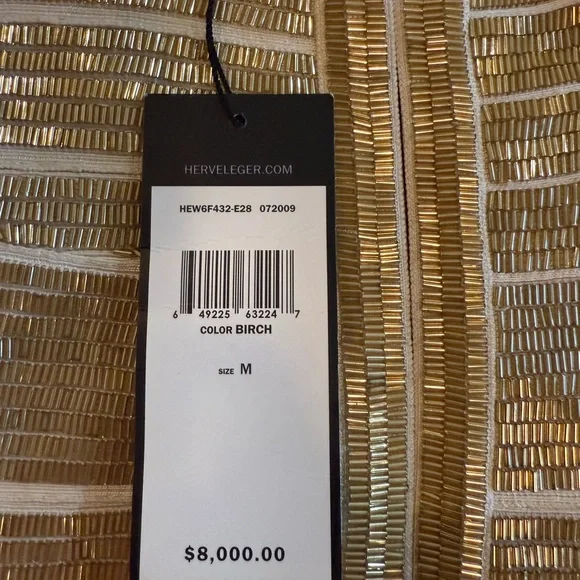 HERVELEGER.COM
HEW6F432-E28 072009
6 49225 63224 7
COLOR BIRCH
SIZE M
$8,000.00